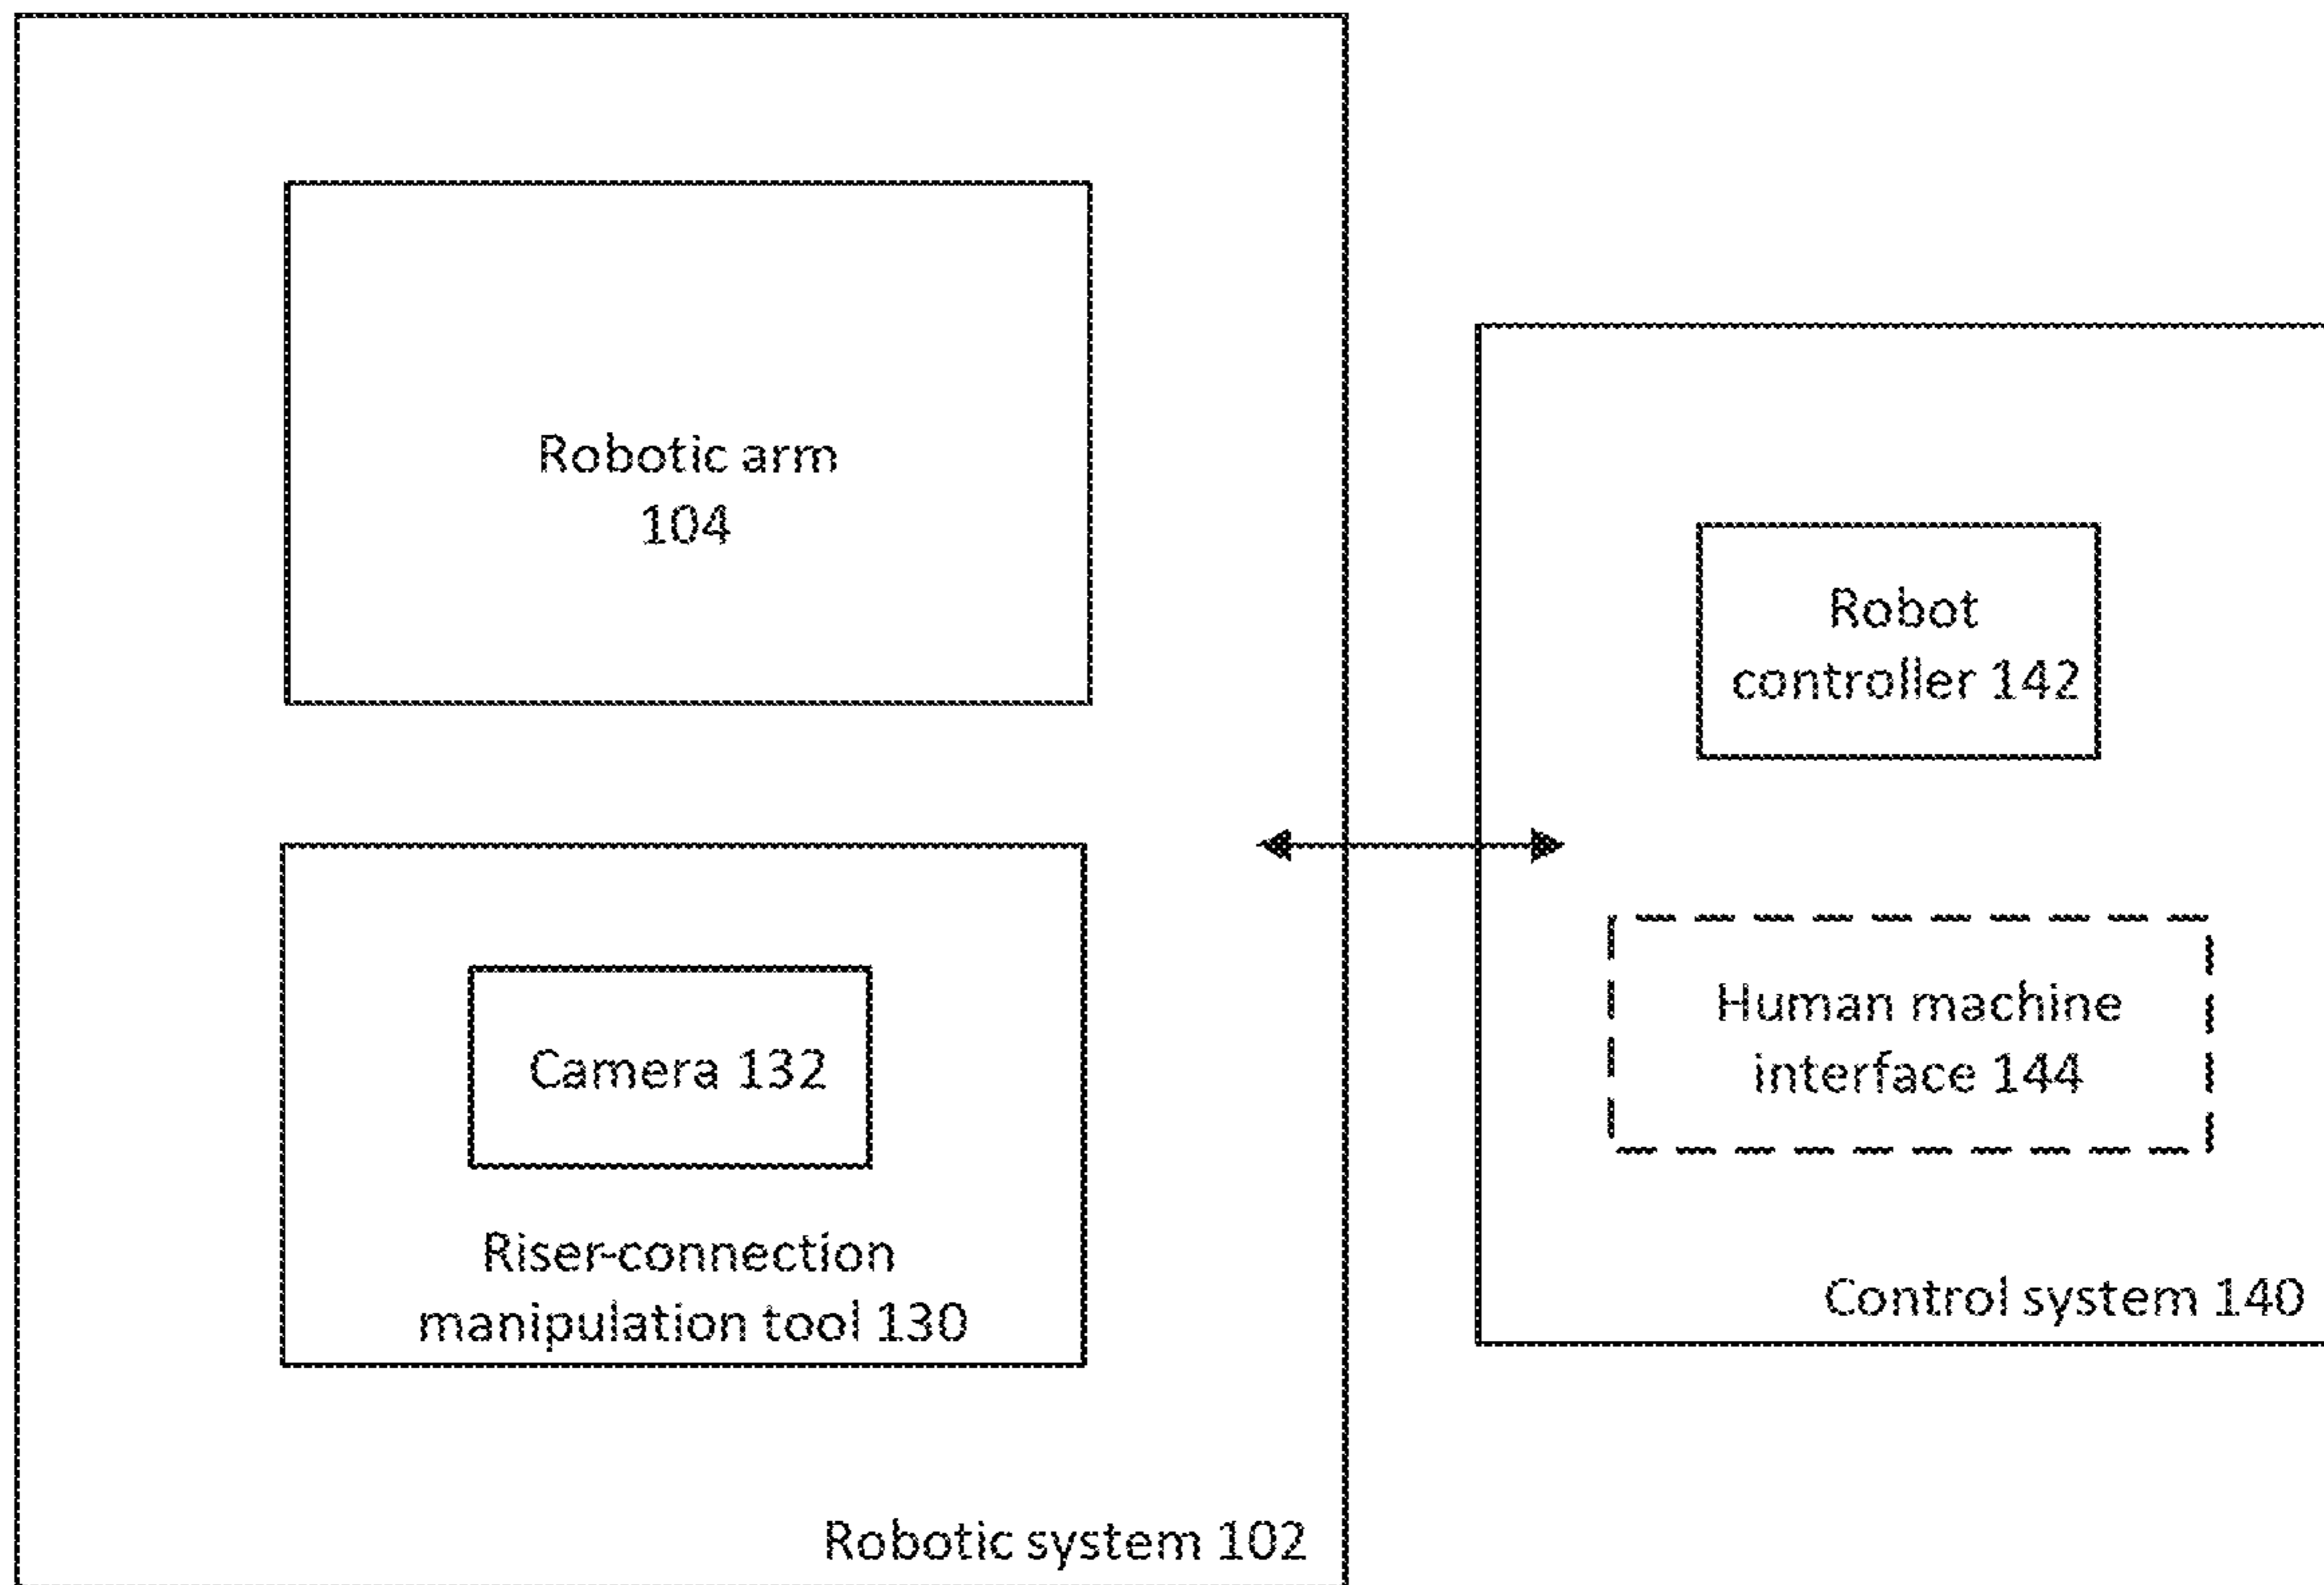 Robotic arm
104
Camera 132
Riser-connection
manipulation tool 130
Robotic system 102
Robot
controller 142
Human machine
interface 144
Control system 140